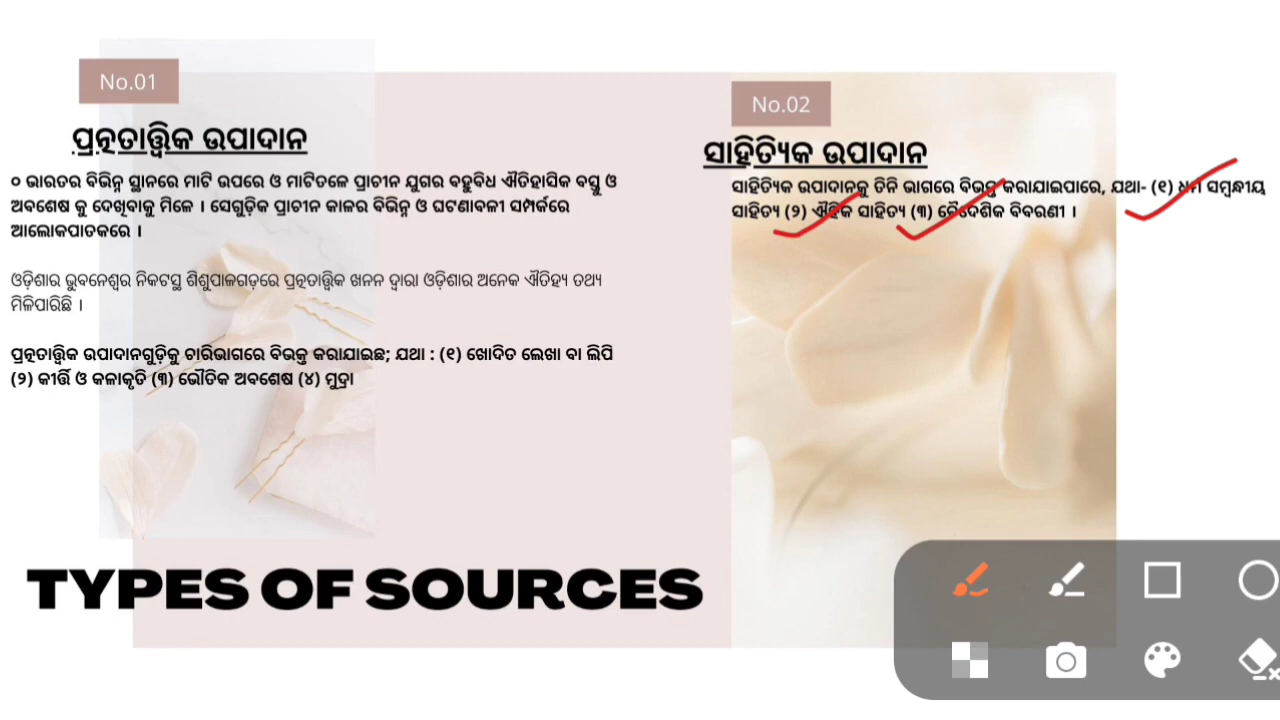 No.01
ପ୍ରତ୍ନତାତ୍ତ୍ୱିକ ଉପାଦାନ
୦ ଭାରତର ବିଭିନ୍ନ ସ୍ଥାନରେ ମାଟି ଉପରେ ଓ ମାଟିତଳେ ପ୍ରାଚୀନ ଯୁଗର ବହୁବିଧ ଐତିହାସିକ ବସ୍ତୁ ଓ
ଅବଶେଷ କୁ ଦେଖିବାକୁ ମିଳେ । ସେଗୁଡ଼ିକ ପ୍ରାଚୀନ କାଳର ବିଭିନ୍ନ ଓ ଘଟଣାବଳୀ ସମ୍ପର୍କରେ
ଆଲୋକପାତକରେ ।
ଓଡ଼ିଶାର ଭୁବନେଶ୍ୱର ନିକଟସ୍ଥ ଶିଶୁପାଳଗଡ଼ରେ ପ୍ରତ୍ନତାତ୍ତ୍ୱିକ ଖନନ ଦ୍ୱାରା ଓଡ଼ିଶାର ଅନେକ ଐତିହ୍ୟ ତଥ୍ୟ
ମିଳିପାରିଛି ।
ପ୍ରତ୍ନତାତ୍ତ୍ୱିକ ଉପାଦାନଗୁଡ଼ିକୁ ଚାରିଭାଗରେ ବିଭକ୍ତ କରାଯାଇଛ; ଯଥା : (୧) ଖୋଦିତ ଲେଖା ବା ଲିପି
(୨) କୀର୍ତ୍ତି ଓ କଳାକୃତି (୩) ଭୌତିକ ଅବଶେଷ (୪) ମୁଦ୍ରା
TYPES OF SOURCES
No.02
ସାହିତ୍ୟିକ ଉପାଦାନ
ସାହିତ୍ୟିକ ଉପାଦାନକୁ ତିନି ଭାଗରେ ବିଭକ୍ତ କରାଯାଇପାରେ, ଯଥା- (୧) ଧର୍ମ ସମ୍ବନ୍ଧୀୟ
ସାହିତ୍ୟ (୨) ଐହିକ ସାହିତ୍ୟ (୩) ବୈଦେଶିକ ବିବରଣୀ ।